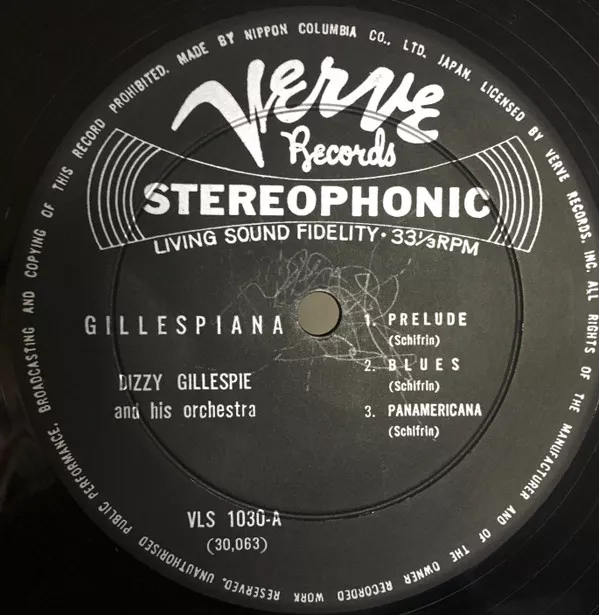 MADE BY NIPPON COLUMBIA CO., LTD. JAPAN. LICENSED BY VERVE RECORDS, INC. ALL RIGHTS OF THE MANUFACTURER AND OF THE OWNER RECORDED WORK RESERVED. UNAUTHORISED PUBLIC PERFORMANCE, BROADCASTING AND COPYING OF THIS RECORD PROHIBITED.
Verve
Records
STEREOPHONIC
LIVING SOUND FIDELITY • 33⅓ RPM
GILLESPIANA
DIZZY GILLESPIE
and his orchestra
1. PRELUDE
(Schifrin)
2. BLUES
(Schifrin)
3. PANAMERICANA
(Schifrin)
VLS 1030-A
(30,063)